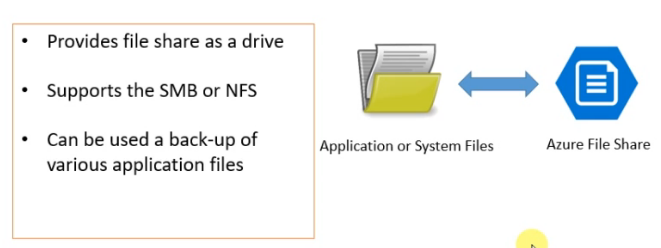 • Provides file share as a drive
• Supports the SMB or NFS
• Can be used a back-up of
various application files
Application or System Files
Azure File Share